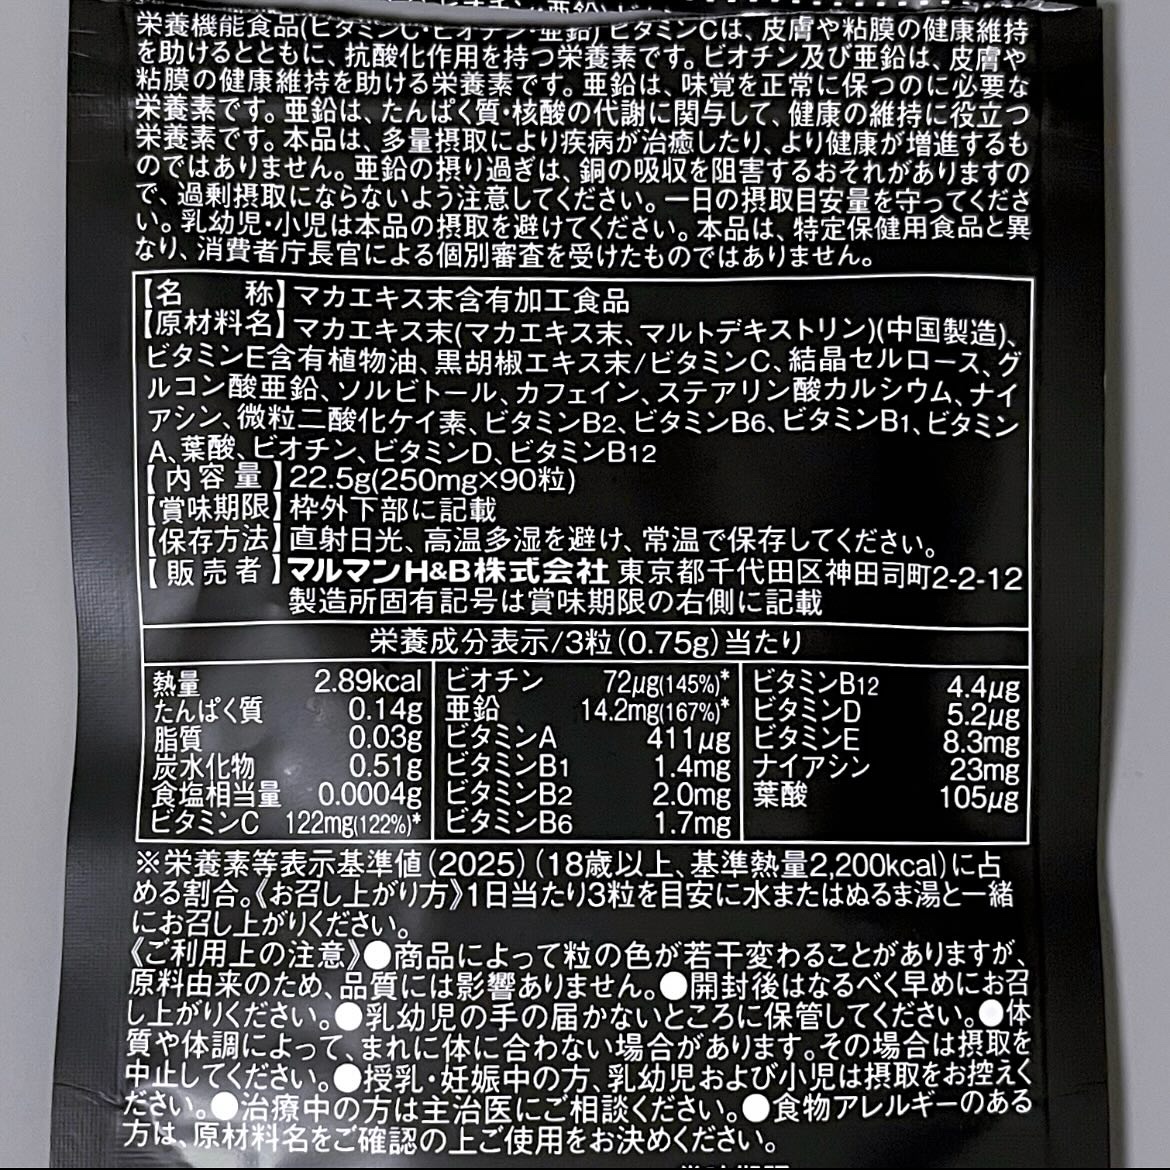 栄養機能食品(ビタミンC・ビオチン・亜鉛) ビタミンCは、皮膚や粘膜の健康維持
を助けるとともに、抗酸化作用を持つ栄養素です。ビオチン及び亜鉛は、皮膚や
粘膜の健康維持を助ける栄養素です。亜鉛は、味覚を正常に保つのに必要な
栄養素です。亜鉛は、たんぱく質・核酸の代謝に関与して、健康の維持に役立つ
栄養素です。本品は、多量摂取により疾病が治癒したり、より健康が増進するも
のではありません。亜鉛の摂り過ぎは、銅の吸収を阻害するおそれがありますの
で、過剰摂取にならないよう注意してください。一日の摂取目安量を守ってくださ
い。乳幼児・小児は本品の摂取を避けてください。本品は、特定保健用食品と異
なり、消費者庁長官による個別審査を受けたものではありません。
【名 称】マカエキス末含有加工食品
【原材料名】マカエキス末(マカエキス末、マルトデキストリン)(中国製造)、
ビタミンE含有植物油、黒胡椒エキス末/ビタミンC、結晶セルロース、グ
ルコン酸亜鉛、ソルビトール、カフェイン、ステアリン酸カルシウム、ナイ
アシン、微粒二酸化ケイ素、ビタミンB2、ビタミンB6、ビタミンB1、ビタミン
A、葉酸、ビオチン、ビタミンD、ビタミンB12
【内容量】22.5g(250mg×90粒)
【賞味期限】枠外下部に記載
【保存方法】直射日光、高温多湿を避け、常温で保存してください。
【販売者】マルマンH&B株式会社 東京都千代田区神田司町2-2-12
製造所固有記号は賞味期限の右側に記載
栄養成分表示/3粒(0.75g)当たり
熱量 2.89kcal
たんぱく質 0.14g
脂質 0.03g
炭水化物 0.51g
食塩相当量 0.0004g
ビタミンC 122mg(122%)*
ビオチン 72μg(145%)*
亜鉛 14.2mg(167%)*
ビタミンA 411μg
ビタミンB1 1.4mg
ビタミンB2 2.0mg
ビタミンB6 1.7mg
ビタミンB12 4.4μg
ビタミンD 5.2μg
ビタミンE 8.3mg
ナイアシン 23mg
葉酸 105μg
※栄養素等表示基準値(2025)(18歳以上、基準熱量2,200kcal)に占
める割合。《お召し上がり方》1日当たり3粒を目安に水またはぬるま湯と一緒
にお召し上がりください。
《ご利用上の注意》●商品によって粒の色が若干変わることがありますが、
原料由来のため、品質には影響ありません。●開封後はなるべく早めにお召
し上がりください。●乳幼児の手の届かないところに保管してください。●体
質や体調によって、まれに体に合わない場合があります。その場合は摂取を
中止してください。●授乳・妊娠中の方、乳幼児および小児は摂取をお控えく
ださい。●治療中の方は主治医にご相談ください。●食物アレルギーのある
方は、原材料名をご確認の上ご使用をお決めください。